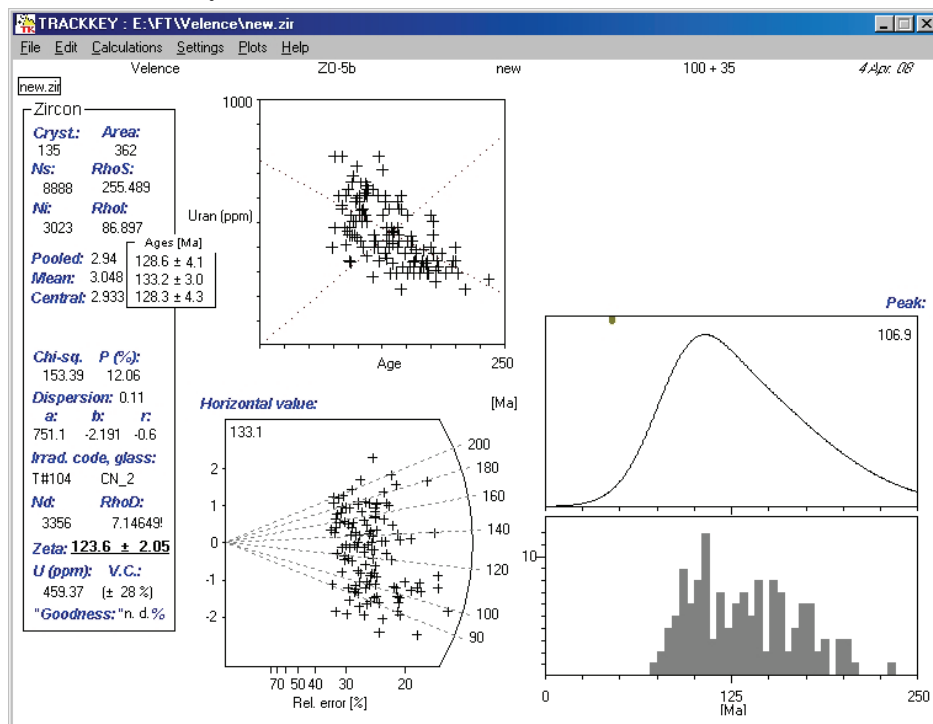 TRACKKEY : E:\FT\Velence\new.zir
File Edit Calculations Settings Plots Help
Velence ZO-5b new 100 + 35 4 Apr. 08
new.zir
Zircon
Cryst.: Area:
135 362
Ns: RhoS:
8888 255.489
Ni: RhoI:
3023 86.897
Ages [Ma]
Pooled: 2.94 128.6 ± 4.1
Mean: 3.048 133.2 ± 3.0
Central: 2.933 128.3 ± 4.3
Chi-sq. P (%):
153.39 12.06
Dispersion: 0.11
a: b: r:
751.1 -2.191 -0.6
Irrad. code, glass:
T#104 CN_2
Nd: RhoD:
3356 7.14649!
Zeta: 123.6 ± 2.05
U (ppm): V.C.:
459.37 (± 28 %)
"Goodness:"n. d.%
1000
Uran (ppm)
Age 250
Horizontal value: [Ma]
133.1
200
180
160
140
120
100
90
2
1
0
-1
-2
70 50 40 30 20
Rel. error [%]
Peak:
106.9
10
0 125 250
[Ma]